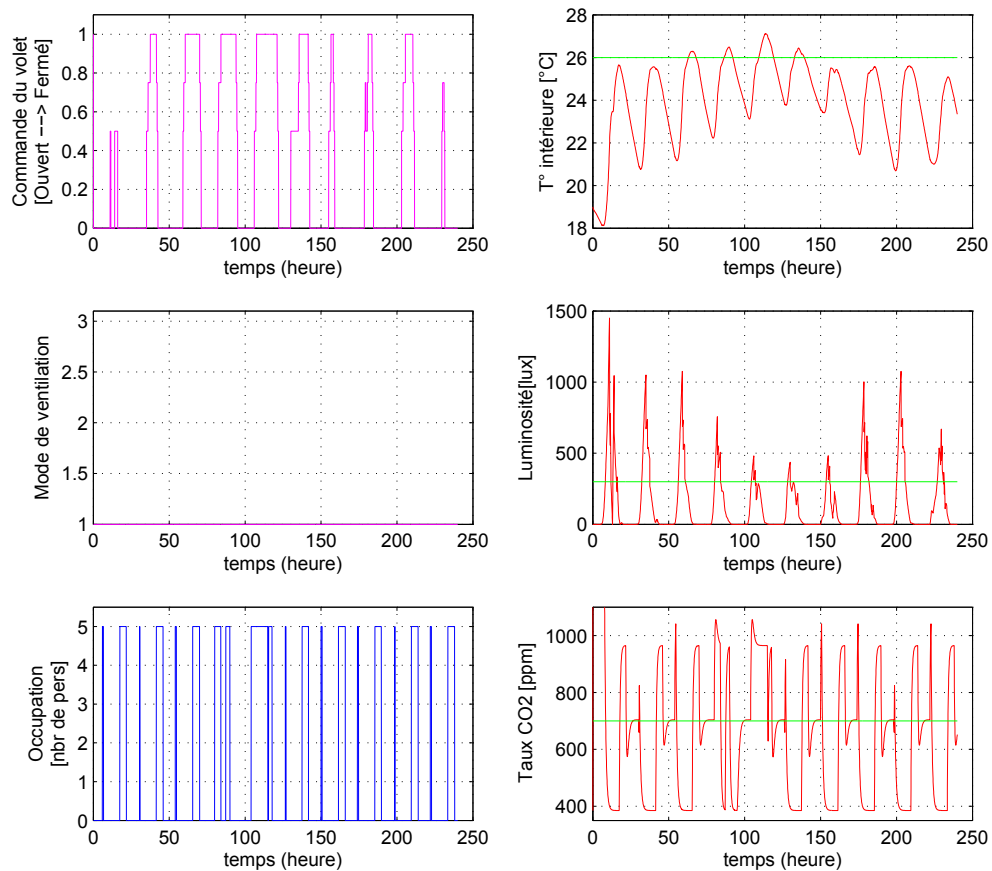 Commande du volet
[Ouvert −−> Fermé]
1
0.8
0.6
0.4
0.2
0
0 50 100 150 200 250
temps (heure)
T° intérieure [°C]
28
26
24
22
20
18
0 50 100 150 200 250
temps (heure)
Mode de ventilation
3
2.5
2
1.5
1
0 50 100 150 200 250
temps (heure)
Luminosité[lux]
1500
1000
500
0
0 50 100 150 200 250
temps (heure)
Occupation
[nbr de pers]
5
4
3
2
1
0
0 50 100 150 200 250
temps (heure)
Taux CO2 [ppm]
1000
800
600
400
0 50 100 150 200 250
temps (heure)